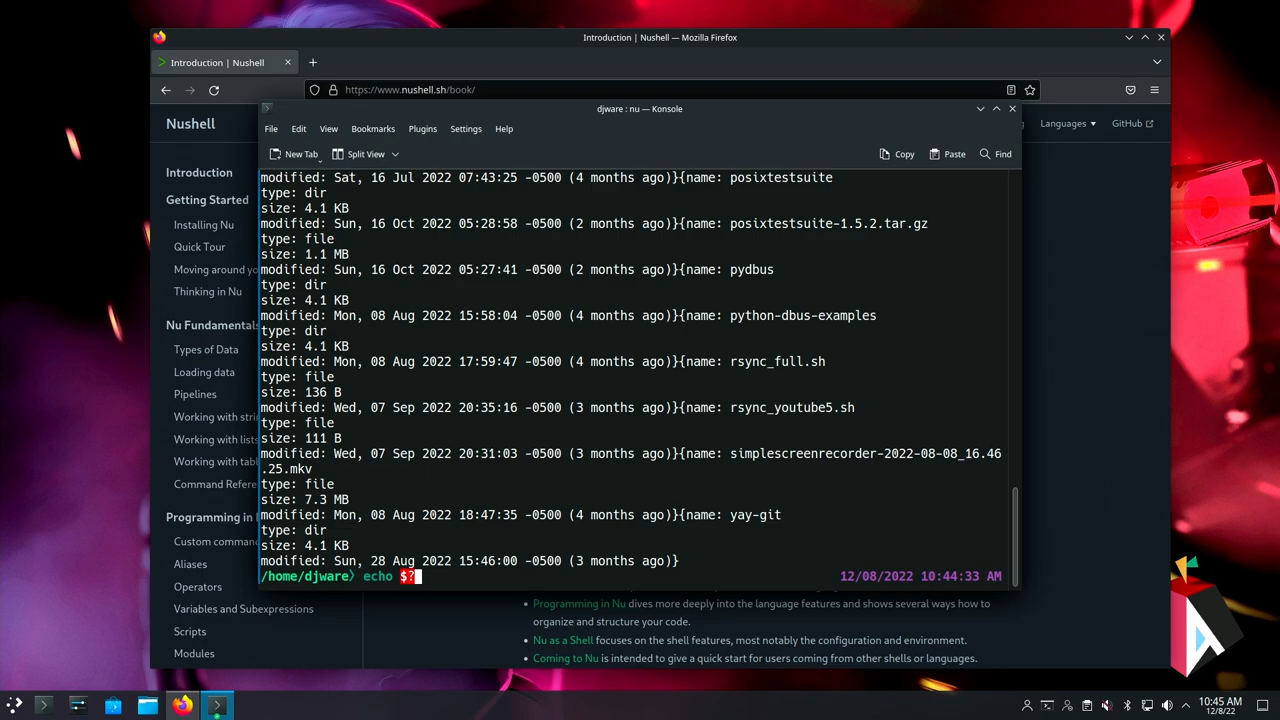 Introduction | Nushell — Mozilla Firefox
Introduction | Nushell
https://www.nushell.sh/book/
Nushell
Languages
GitHub
Introduction
Getting Started
Installing Nu
Quick Tour
Moving around yo
Thinking in Nu
Nu Fundamentals
Types of Data
Loading data
Pipelines
Working with strin
Working with lists
Working with tabl
Command Refere
Programming in
Custom comman
Aliases
Operators
Variables and Subexpressions
Scripts
Modules
djware : nu — Konsole
File Edit View Bookmarks Plugins Settings Help
New Tab Split View Copy Paste Find
modified: Sat, 16 Jul 2022 07:43:25 -0500 (4 months ago)}{name: posixtestsuite
type: dir
size: 4.1 KB
modified: Sun, 16 Oct 2022 05:28:58 -0500 (2 months ago)}{name: posixtestsuite-1.5.2.tar.gz
type: file
size: 1.1 MB
modified: Sun, 16 Oct 2022 05:27:41 -0500 (2 months ago)}{name: pydbus
type: dir
size: 4.1 KB
modified: Mon, 08 Aug 2022 15:58:04 -0500 (4 months ago)}{name: python-dbus-examples
type: dir
size: 4.1 KB
modified: Mon, 08 Aug 2022 17:59:47 -0500 (4 months ago)}{name: rsync_full.sh
type: file
size: 136 B
modified: Wed, 07 Sep 2022 20:35:16 -0500 (3 months ago)}{name: rsync_youtube5.sh
type: file
size: 111 B
modified: Wed, 07 Sep 2022 20:31:03 -0500 (3 months ago)}{name: simplescreenrecorder-2022-08-08_16.46
.25.mkv
type: file
size: 7.3 MB
modified: Mon, 08 Aug 2022 18:47:35 -0500 (4 months ago)}{name: yay-git
type: dir
size: 4.1 KB
modified: Sun, 28 Aug 2022 15:46:00 -0500 (3 months ago)}
/home/djware〉echo $? 12/08/2022 10:44:33 AM
Programming in Nu dives more deeply into the language features and shows several ways how to
organize and structure your code.
Nu as a Shell focuses on the shell features, most notably the configuration and environment.
Coming to Nu is intended to give a quick start for users coming from other shells or languages.
10:45 AM
12/8/22